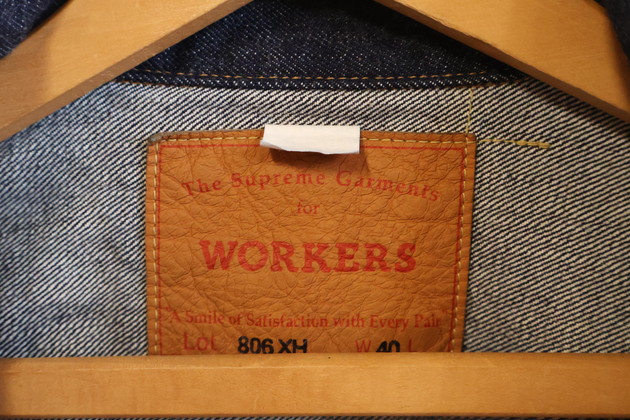 The Supreme Garments
for
WORKERS
A Smile of Satisfaction with Every Pair
Lot 806 XH W 40 L